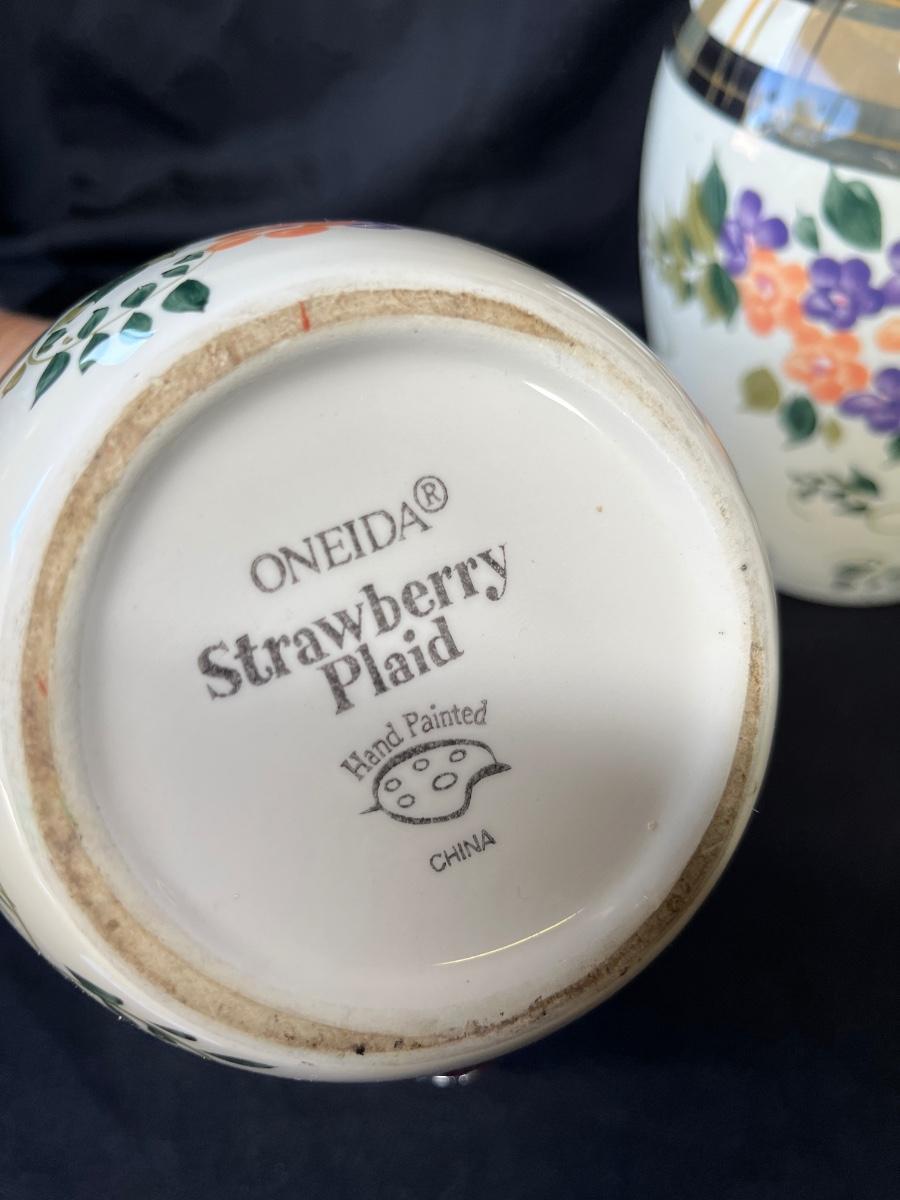 ONEIDA®
Strawberry
Plaid
Hand Painted
CHINA